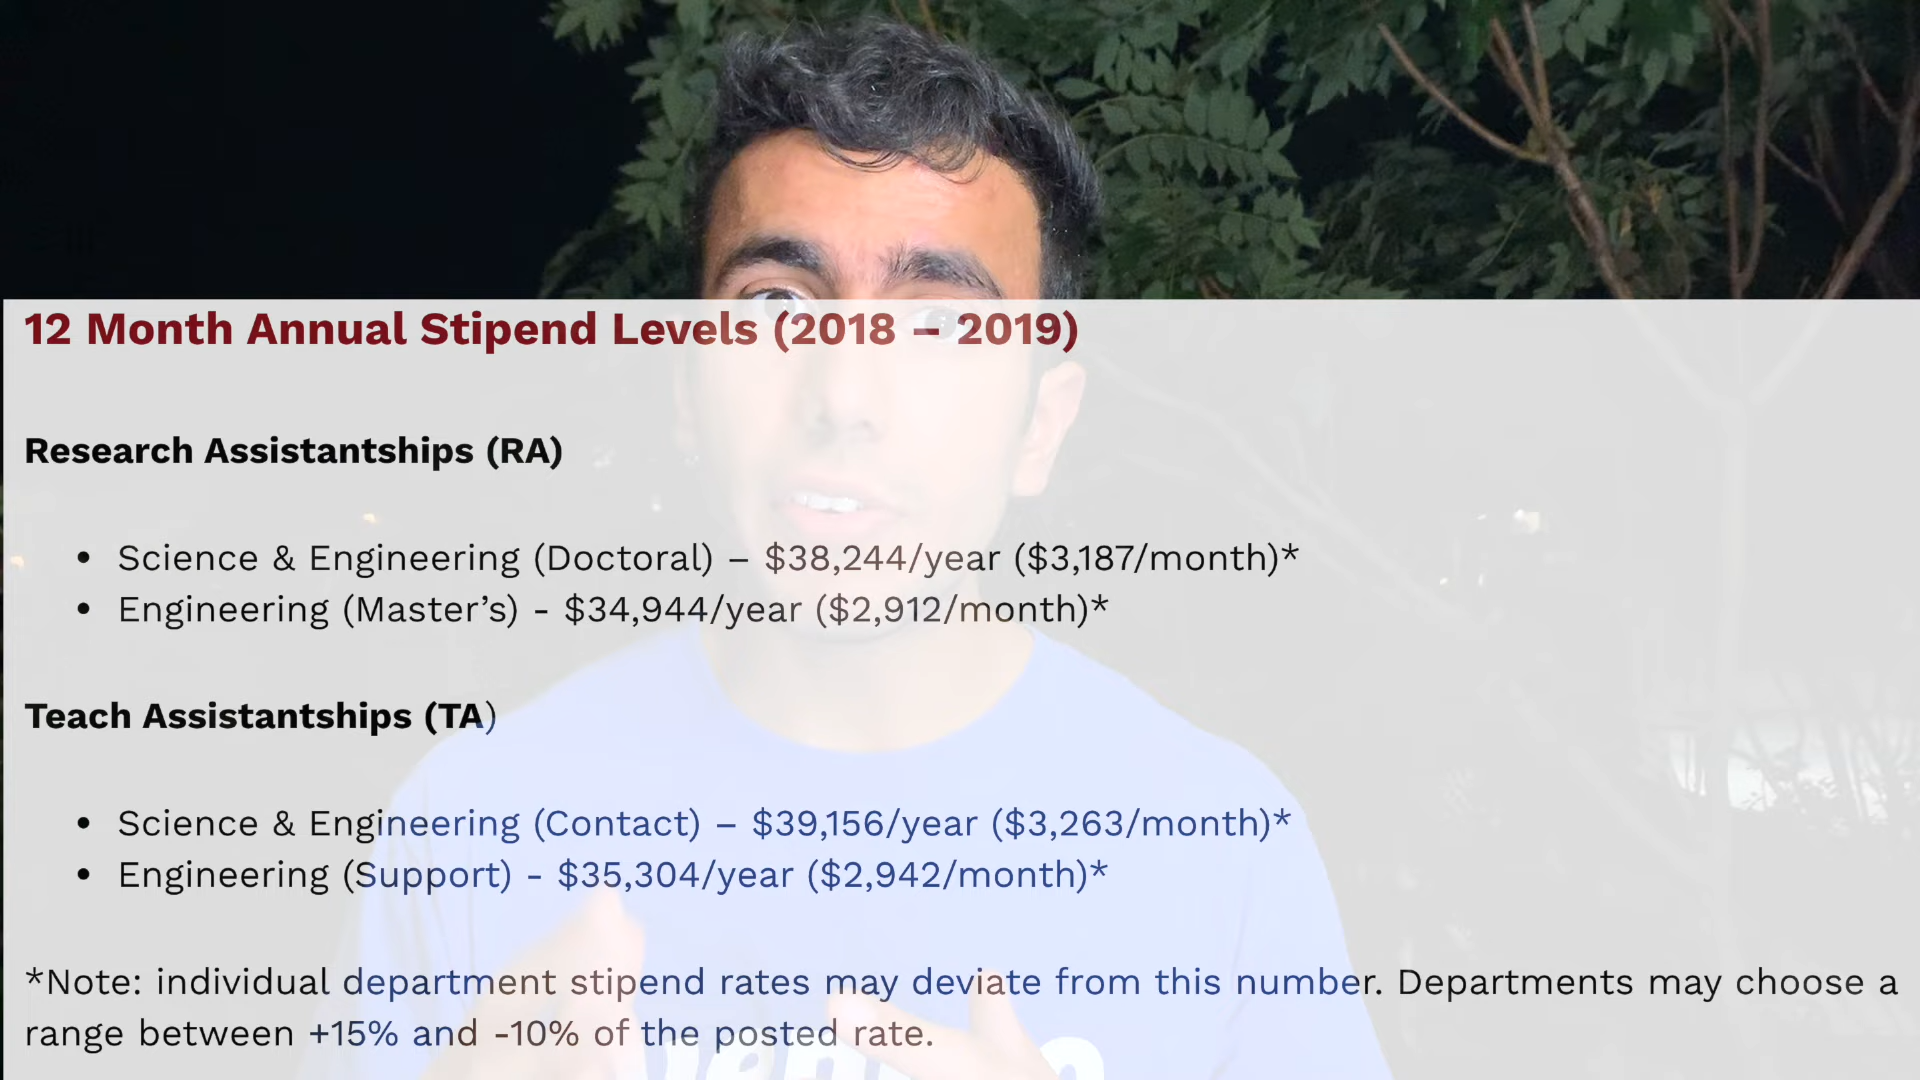 12 Month Annual Stipend Levels (2018 – 2019)
Research Assistantships (RA)
• Science & Engineering (Doctoral) – $38,244/year ($3,187/month)*
• Engineering (Master’s) - $34,944/year ($2,912/month)*
Teach Assistantships (TA)
• Science & Engineering (Contact) – $39,156/year ($3,263/month)*
• Engineering (Support) - $35,304/year ($2,942/month)*
*Note: individual department stipend rates may deviate from this number. Departments may choose a
range between +15% and -10% of the posted rate.